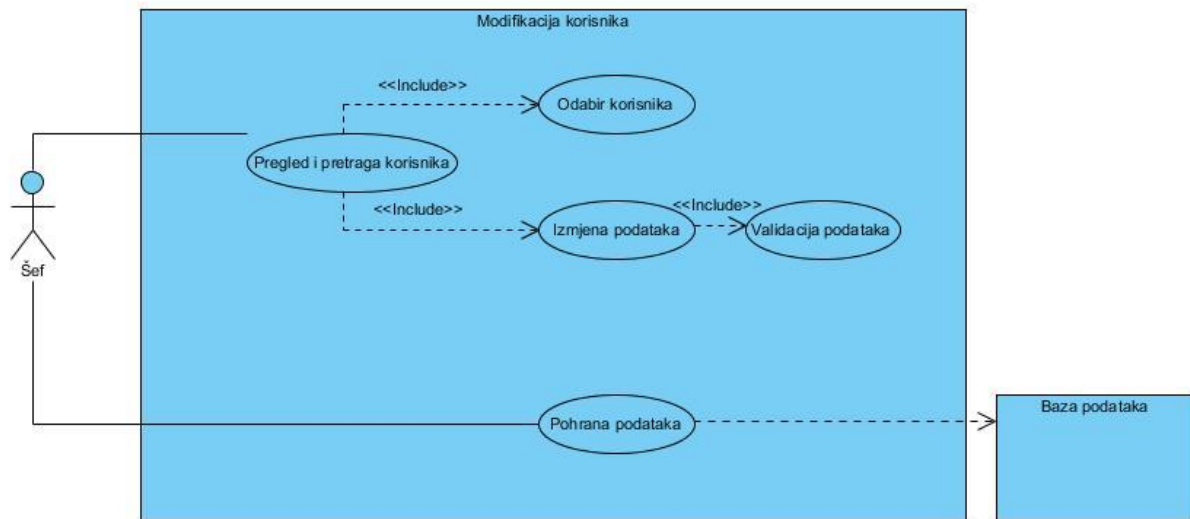 Modifikacija korisnika
<<Include>>
Odabir korisnika
Pregled i pretraga korisnika
<<Include>>
<<Include>>
Izmjena podataka
Validacija podataka
Šef
Pohrana podataka
Baza podataka